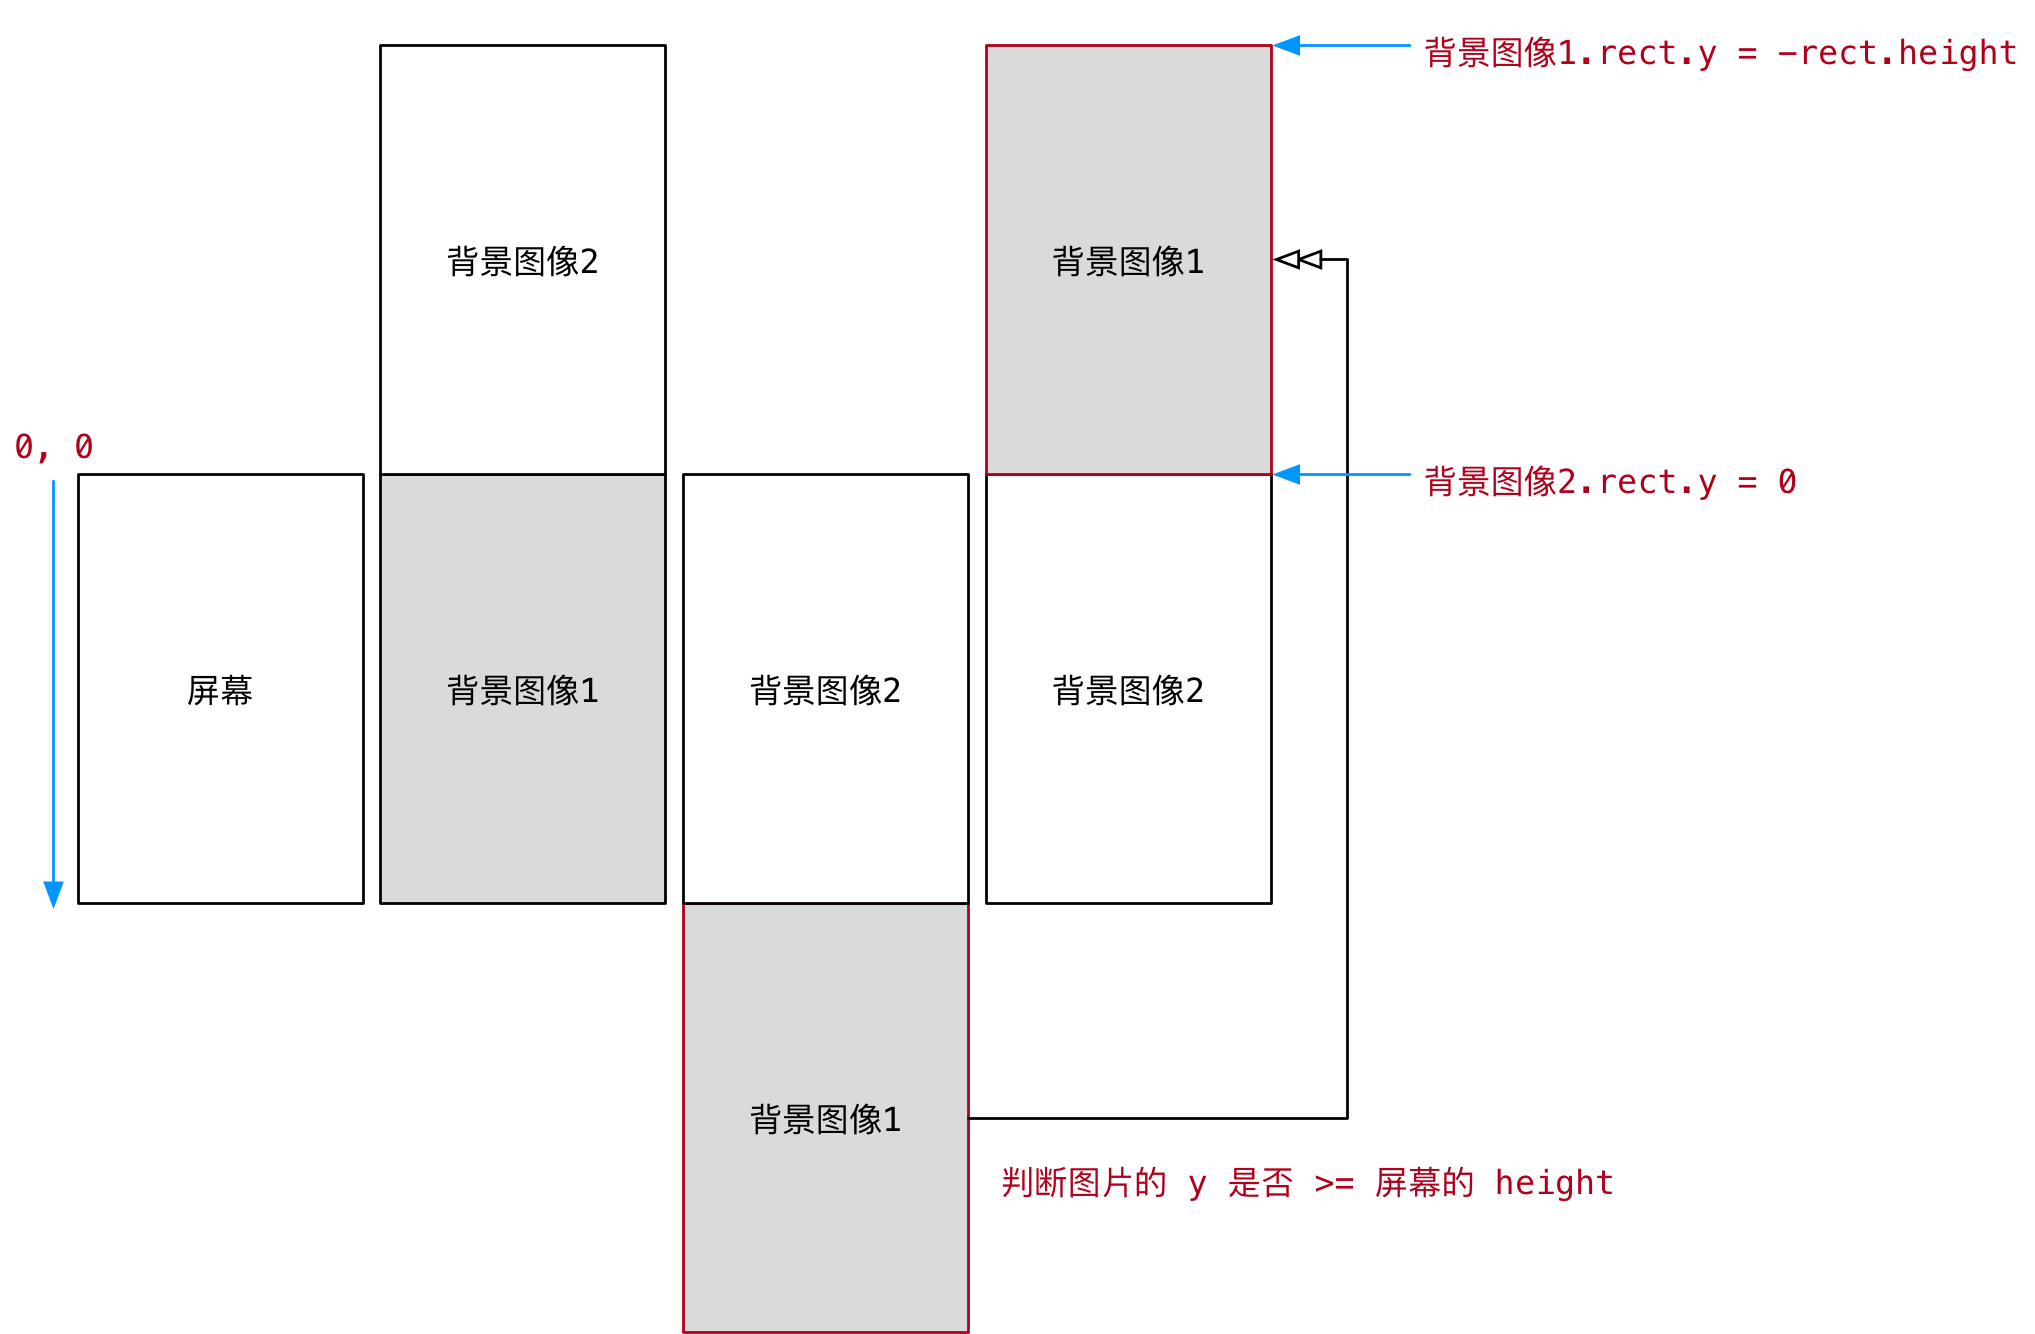 背景图像1.rect.y = -rect.height
背景图像2
背景图像1
0, 0
背景图像2.rect.y = 0
屏幕
背景图像1
背景图像2
背景图像2
背景图像1
判断图片的 y 是否 >= 屏幕的 height